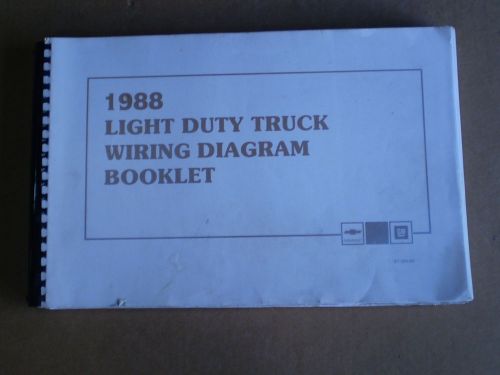 1988
LIGHT DUTY TRUCK
WIRING DIAGRAM
BOOKLET